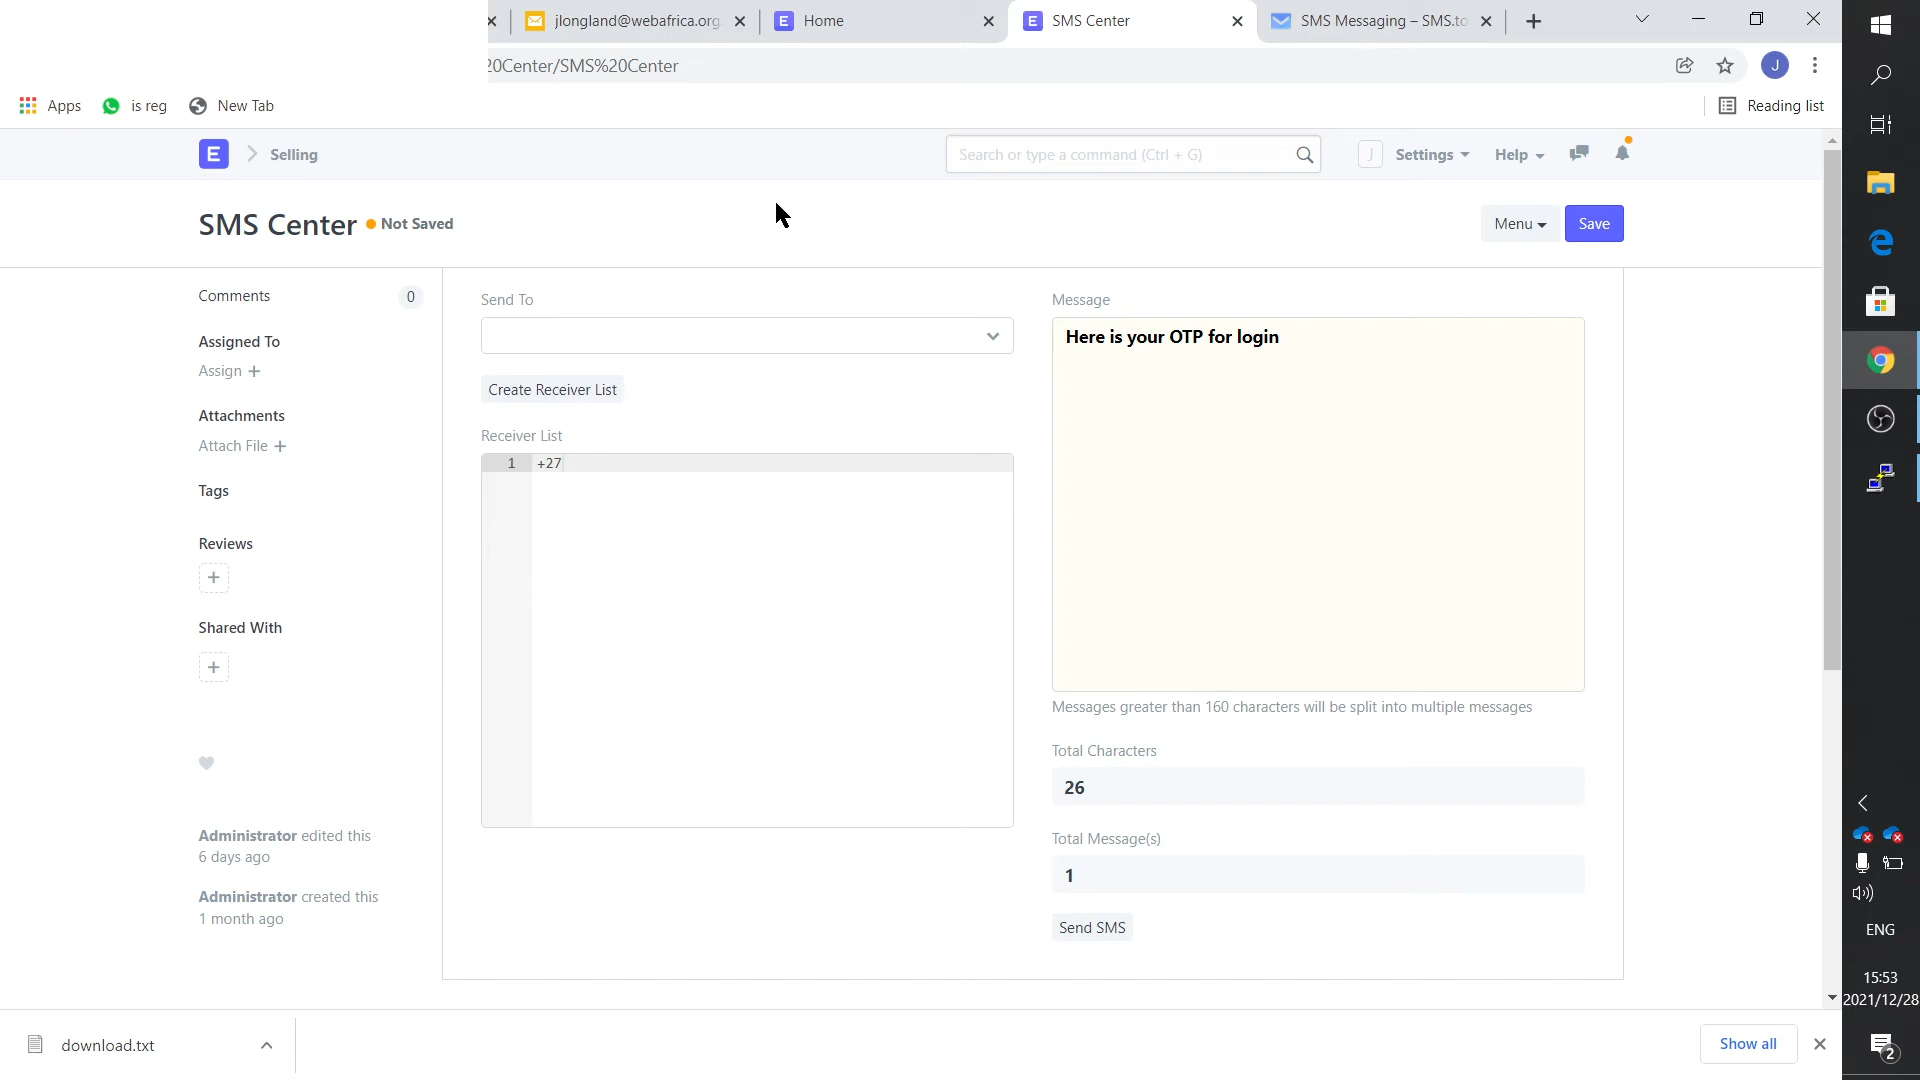 jlongland@webafrica.org
E Home
E SMS Center
SMS Messaging – SMS.to
20Center/SMS%20Center
J
Apps
is reg
New Tab
Reading list
E
Selling
Search or type a command (Ctrl + G)
J
Settings
Help
SMS Center
Not Saved
Menu
Save
Comments
0
Assigned To
Assign +
Attachments
Attach File +
Tags
Reviews
+
Shared With
+
Administrator edited this
6 days ago
Administrator created this
1 month ago
Send To
Create Receiver List
Receiver List
1 +27
Message
Here is your OTP for login
Messages greater than 160 characters will be split into multiple messages
Total Characters
26
Total Message(s)
1
Send SMS
download.txt
Show all
ENG
15:53
2021/12/28
2